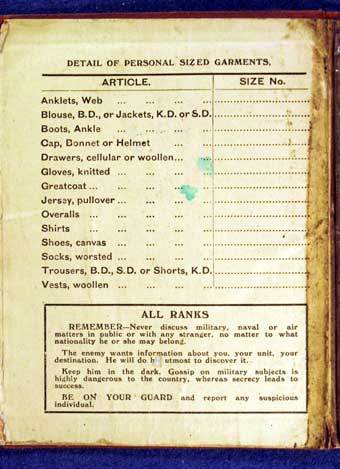 DETAIL OF PERSONAL SIZED GARMENTS.
ARTICLE. SIZE No.
Anklets, Web ... ... ... ...
Blouse, B.D., or Jackets, K.D. or S.D.
Boots, Ankle ... ... ... ...
Cap, Bonnet or Helmet ... ...
Drawers, cellular or woollen... ...
Gloves, knitted ... ... ... ...
Greatcoat ... ... ... ... ...
Jersey, pullover ... ... ... ...
Overalls ... ... ... ... ...
Shirts ... ... ... ... ...
Shoes, canvas ... ... ... ...
Socks, worsted ... ... ... ...
Trousers, B.D., S.D. or Shorts, K.D.
Vests, woollen ... ... ... ...
ALL RANKS
REMEMBER—Never discuss military, naval or air
matters in public or with any stranger, no matter to what
nationality he or she may belong.
The enemy wants information about you, your unit, your
destination. He will do his utmost to discover it.
Keep him in the dark. Gossip on military subjects is
highly dangerous to the country, whereas secrecy leads to
success.
BE ON YOUR GUARD and report any suspicious
individual.